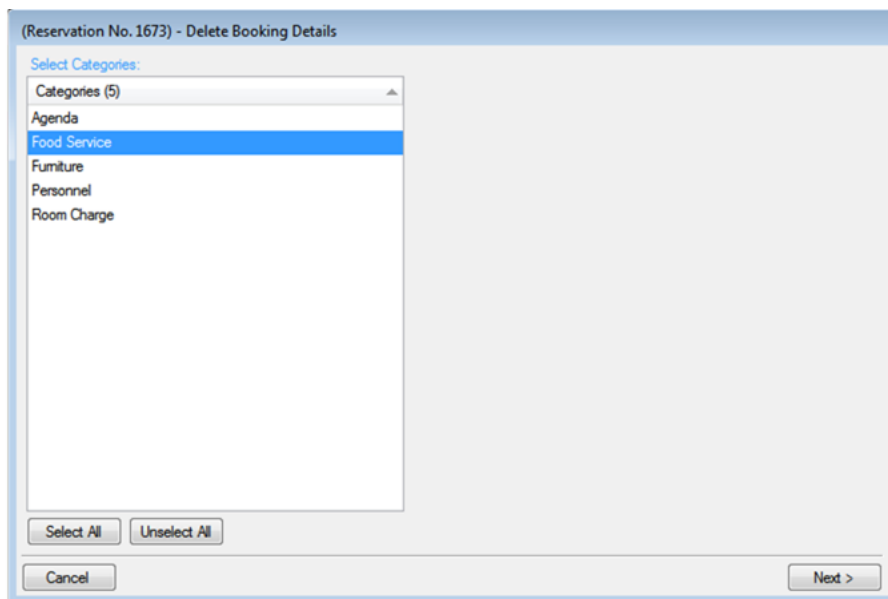 (Reservation No. 1673) - Delete Booking Details
Select Categories:
Categories (5)
Agenda
Food Service
Furniture
Personnel
Room Charge
Select All Unselect All
Cancel Next >